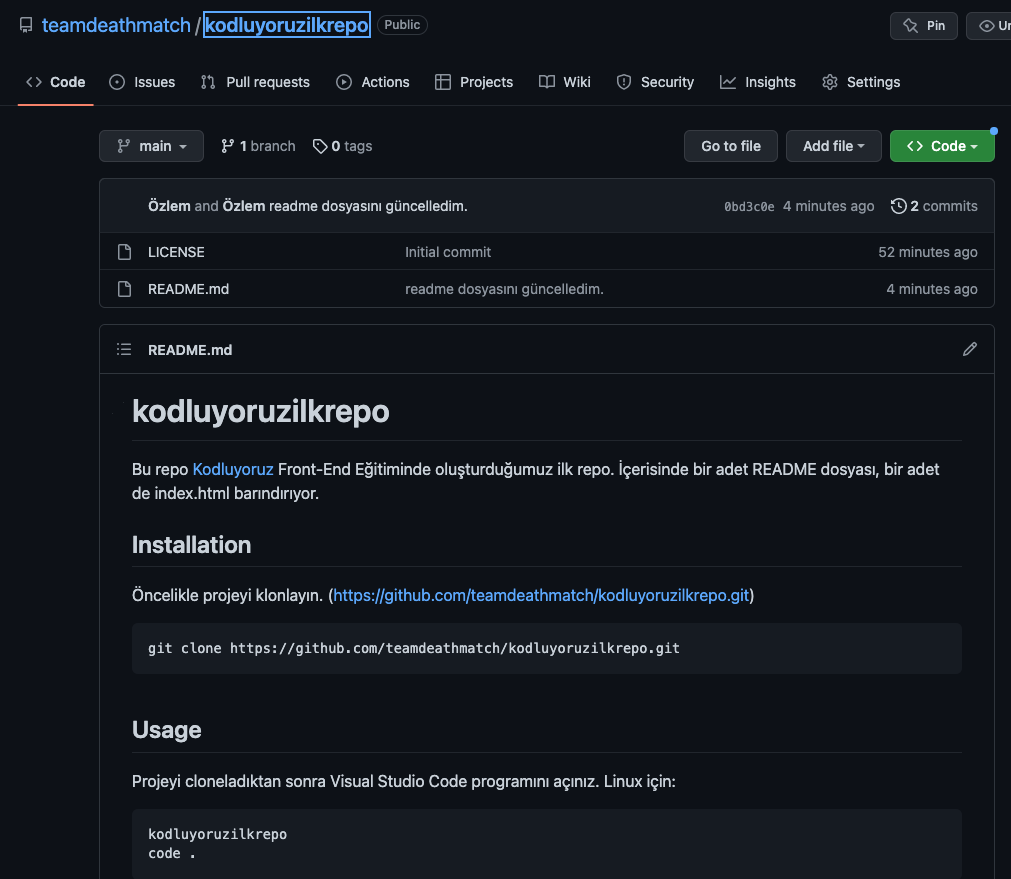 teamdeathmatch / kodluyoruzilkrepo Public Pin
Code Issues Pull requests Actions Projects Wiki Security Insights Settings
main 1 branch 0 tags Go to file Add file Code
Özlem and Özlem readme dosyasını güncelledim. 0bd3c0e 4 minutes ago 2 commits
LICENSE Initial commit 52 minutes ago
README.md readme dosyasını güncelledim. 4 minutes ago
README.md
kodluyoruzilkrepo
Bu repo Kodluyoruz Front-End Eğitiminde oluşturduğumuz ilk repo. İçerisinde bir adet README dosyası, bir adet
de index.html barındırıyor.
Installation
Öncelikle projeyi klonlayın. (https://github.com/teamdeathmatch/kodluyoruzilkrepo.git)
git clone https://github.com/teamdeathmatch/kodluyoruzilkrepo.git
Usage
Projeyi cloneladıktan sonra Visual Studio Code programını açınız. Linux için:
kodluyoruzilkrepo
code .